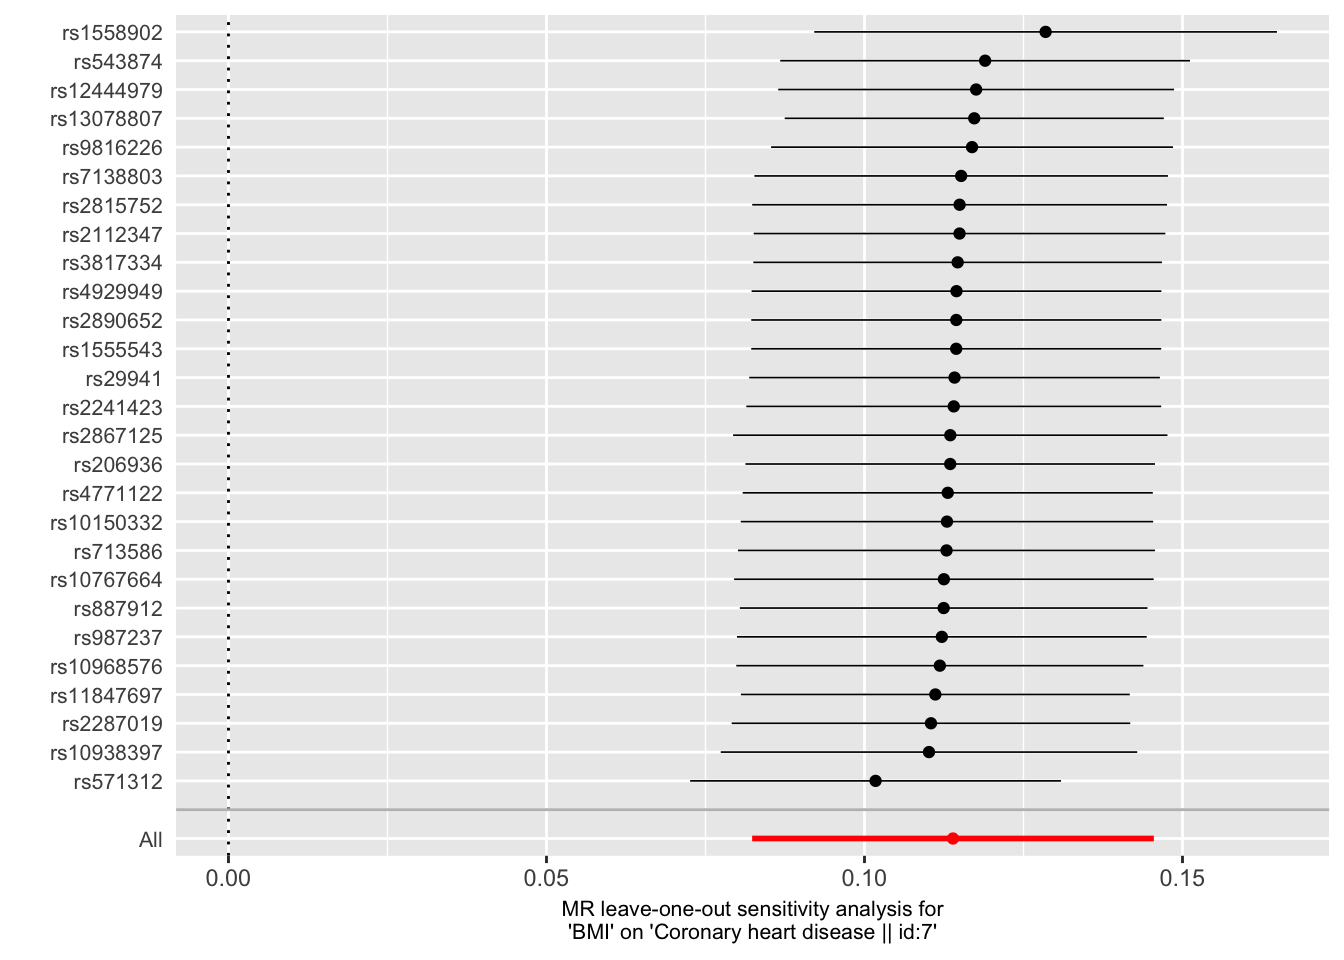 rs1558902
rs543874
rs12444979
rs13078807
rs9816226
rs7138803
rs2815752
rs2112347
rs3817334
rs4929949
rs2890652
rs1555543
rs29941
rs2241423
rs2867125
rs206936
rs4771122
rs10150332
rs713586
rs10767664
rs887912
rs987237
rs10968576
rs11847697
rs2287019
rs10938397
rs571312
All
0.00 0.05 0.10 0.15
MR leave-one-out sensitivity analysis for
'BMI' on 'Coronary heart disease || id:7'